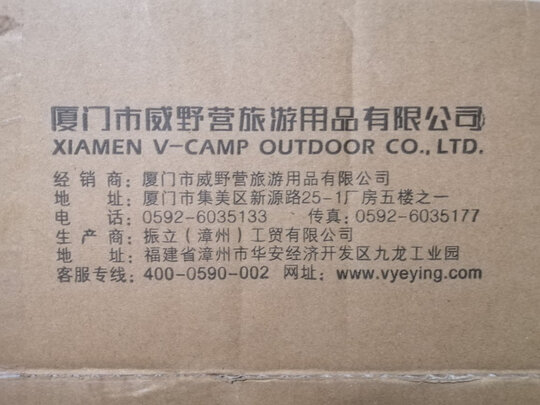 厦门市威野营旅游用品有限公司
XIAMEN V-CAMP OUTDOOR CO., LTD.
经销商：厦门市威野营旅游用品有限公司
地址：厦门市集美区新源路25-1厂房五楼之一
电话：0592-6035133 传真：0592-6035177
生产商：振立（漳州）工贸有限公司
地址：福建省漳州市华安经济开发区九龙工业园
客服专线：400-0590-002 网址：www.vyeying.com